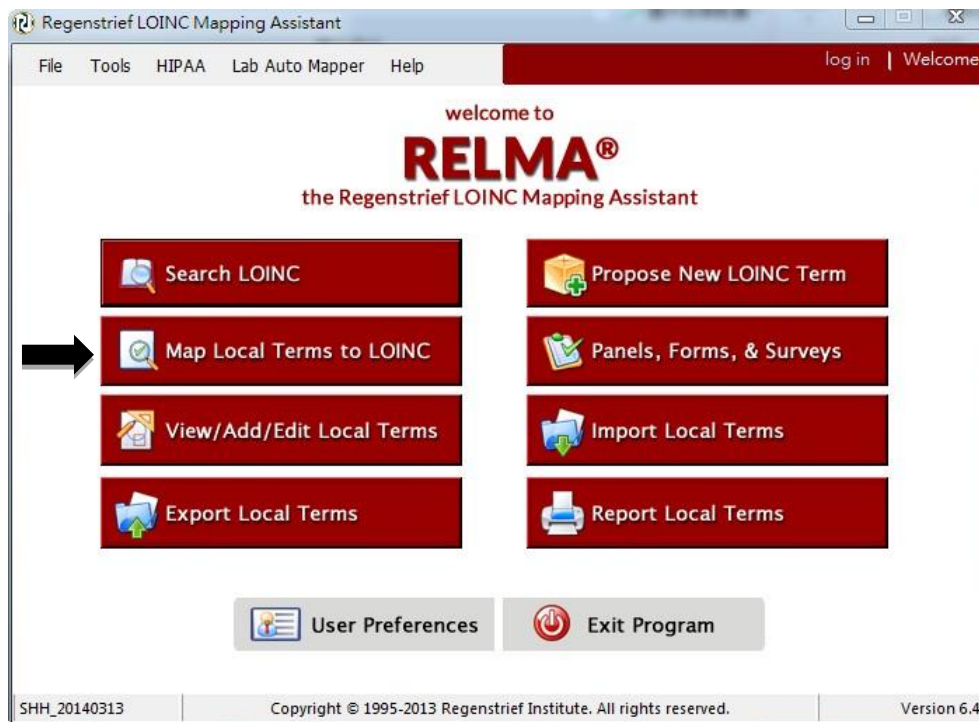 Regenstrief LOINC Mapping Assistant
File Tools HIPAA Lab Auto Mapper Help
log in | Welcome
welcome to
RELMA®
the Regenstrief LOINC Mapping Assistant
Search LOINC
Propose New LOINC Term
Map Local Terms to LOINC
Panels, Forms, & Surveys
View/Add/Edit Local Terms
Import Local Terms
Export Local Terms
Report Local Terms
User Preferences
Exit Program
SHH_20140313
Copyright © 1995-2013 Regenstrief Institute. All rights reserved.
Version 6.4